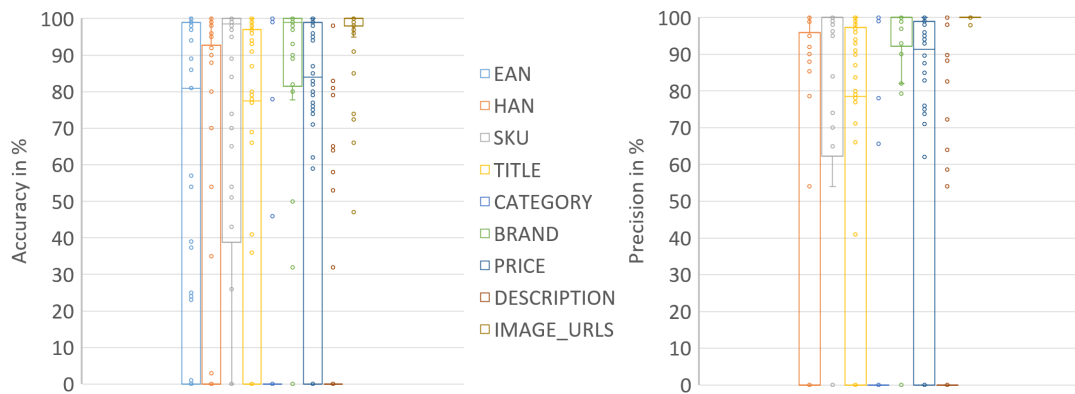 Accuracy in %
100
90
80
70
60
50
40
30
20
10
0
EAN
HAN
SKU
TITLE
CATEGORY
BRAND
PRICE
DESCRIPTION
IMAGE_URLS
Precision in %
100
90
80
70
60
50
40
30
20
10
0